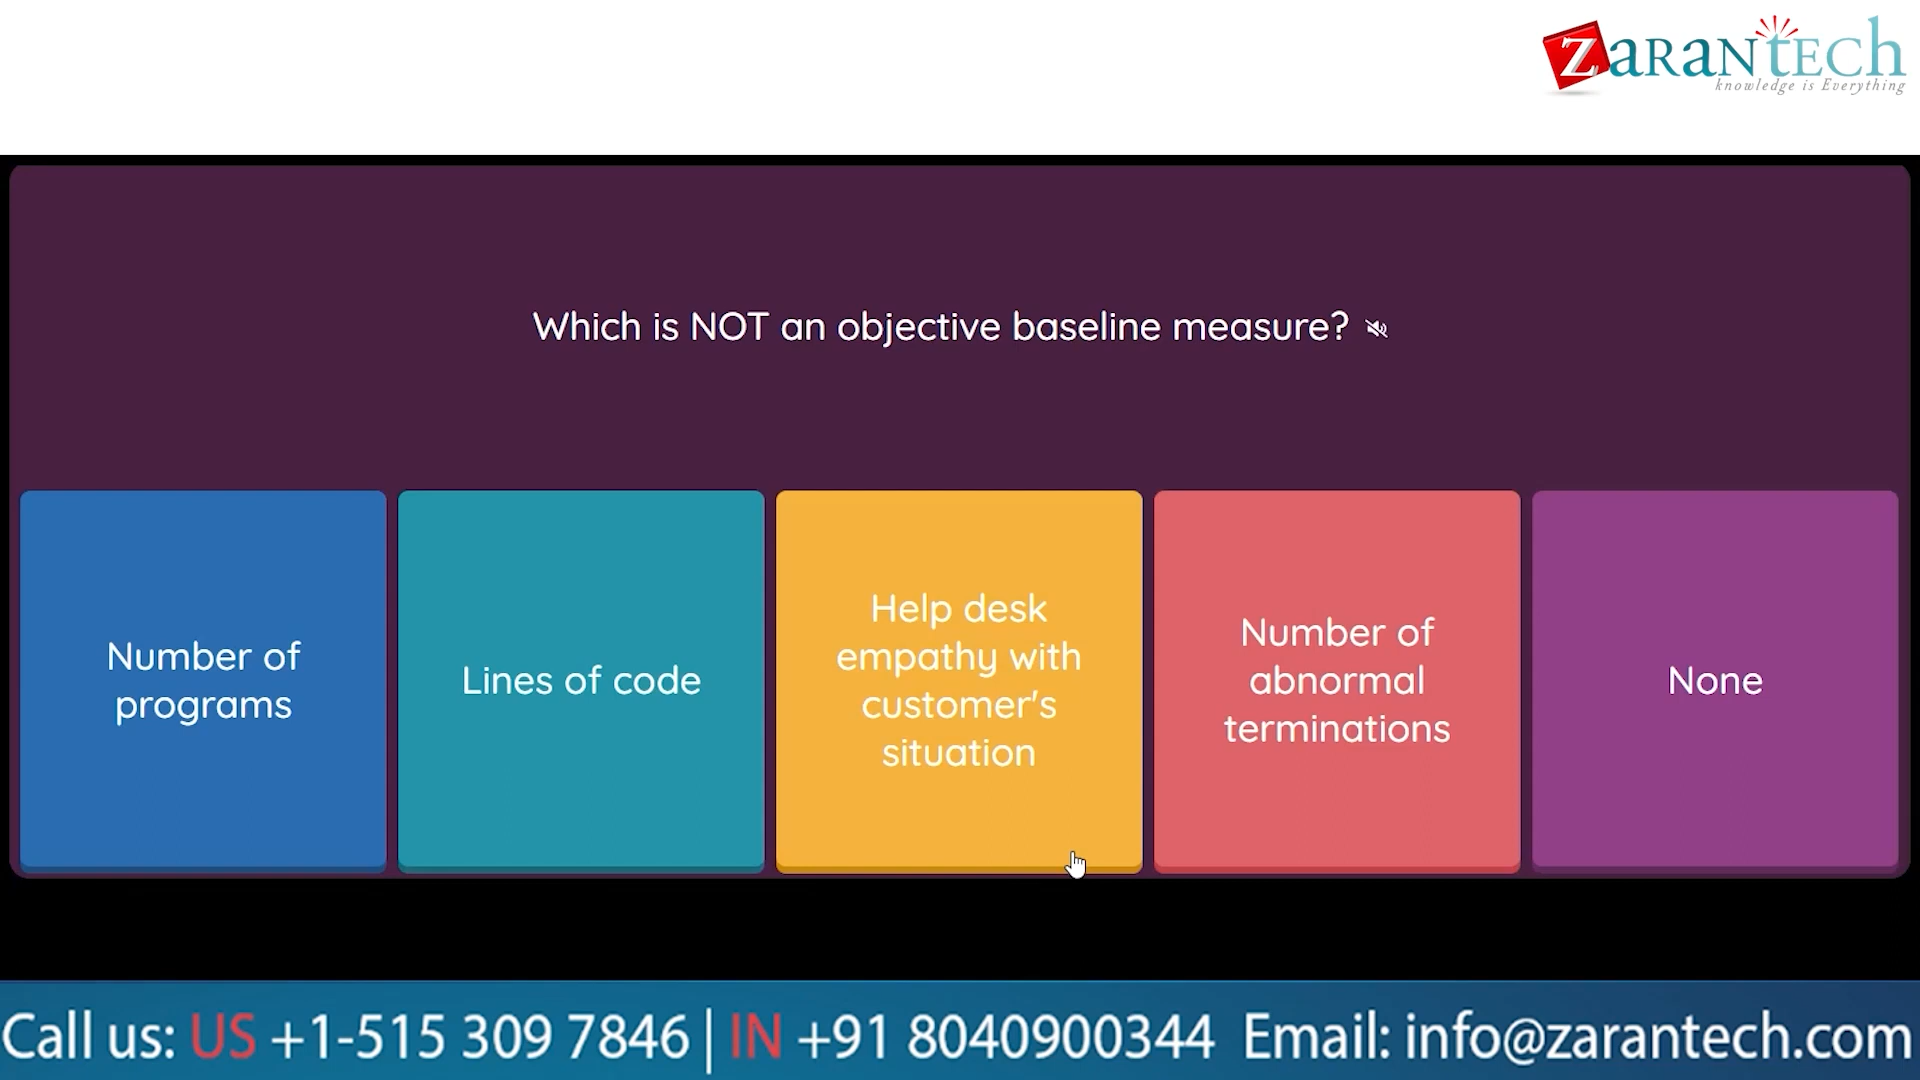 ZARANTECH
knowledge is Everything
Which is NOT an objective baseline measure?
Number of
programs
Lines of code
Help desk
empathy with
customer's
situation
Number of
abnormal
terminations
None
Call us: US +1-515 309 7846 | IN +91 8040900344 Email: info@zarantech.com